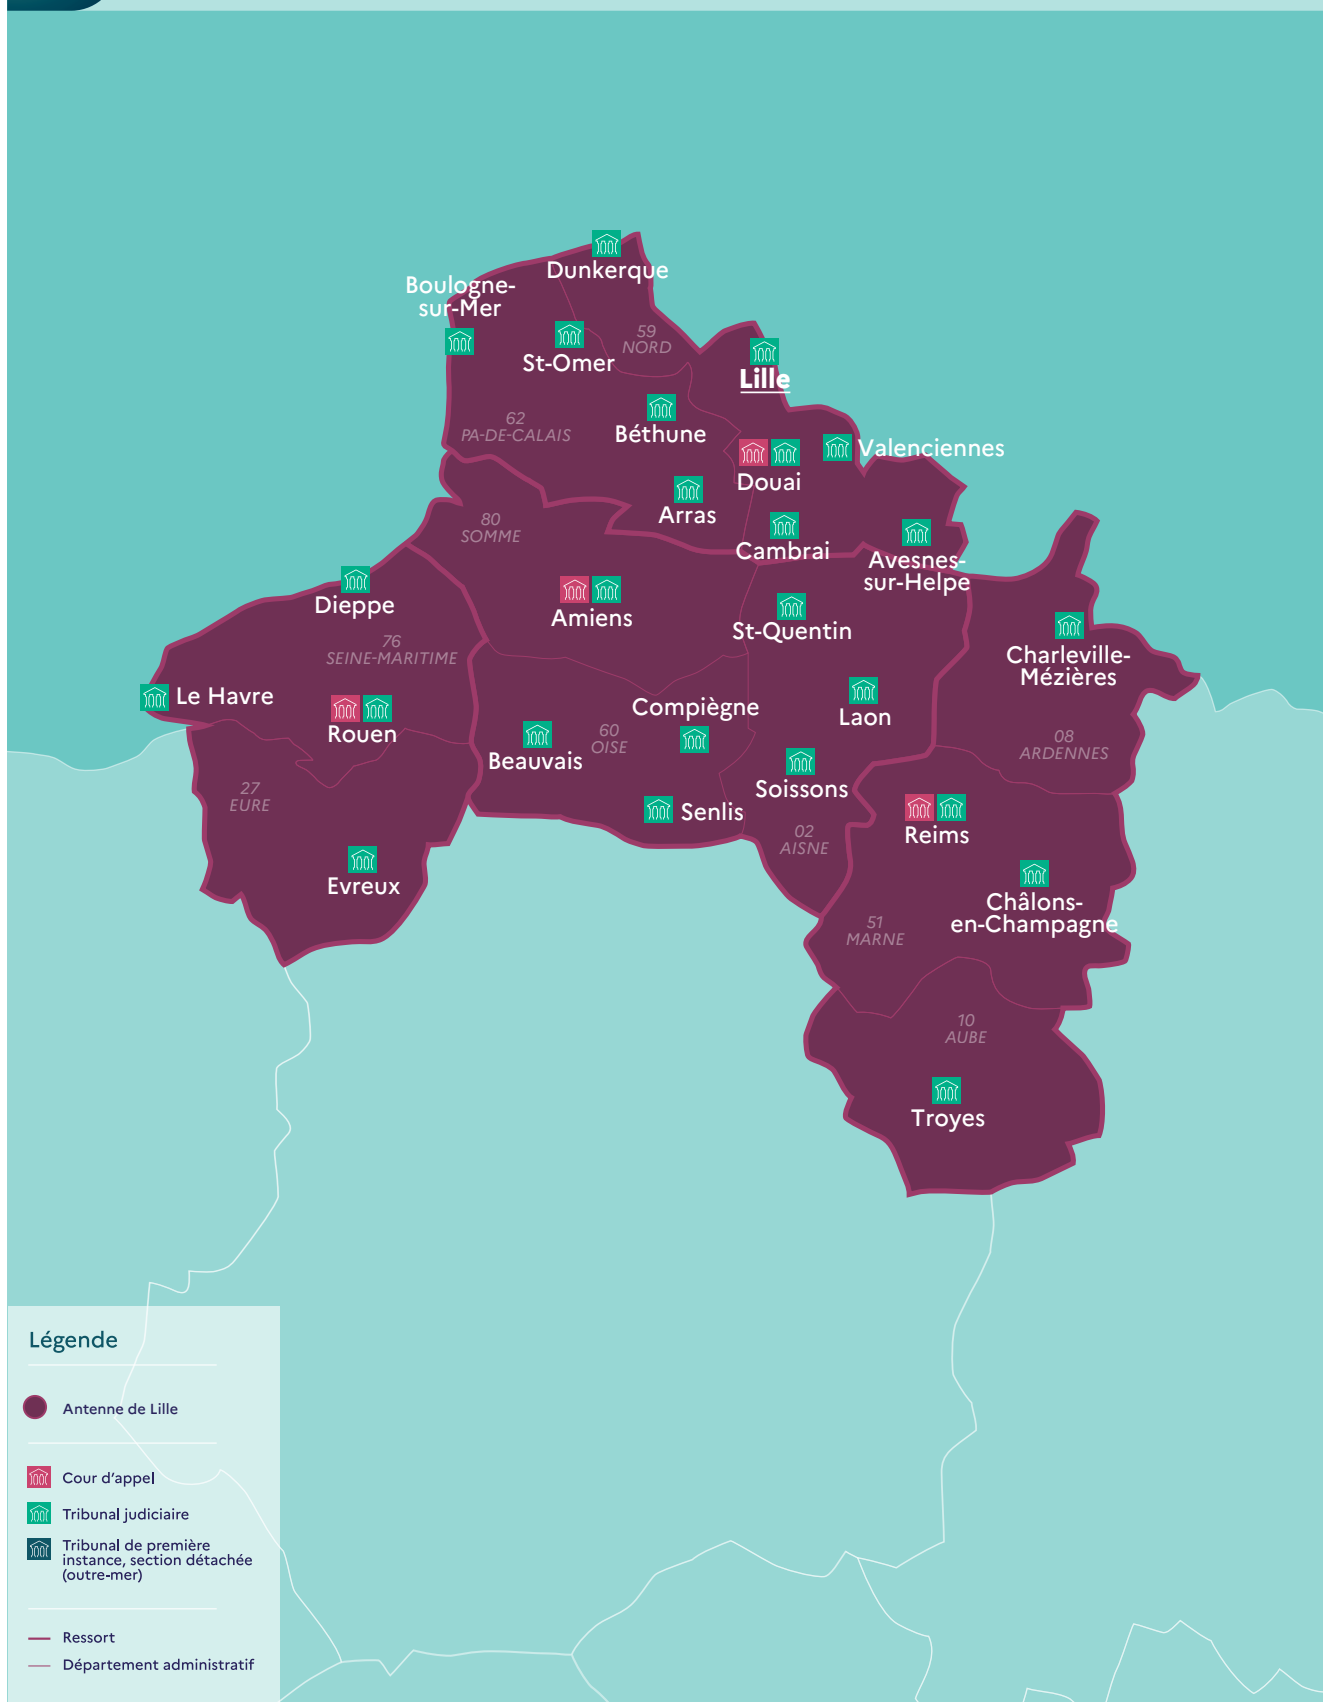 Dunkerque
Boulogne-
sur-Mer
59
NORD
St-Omer
Lille
62
PA-DE-CALAIS
Béthune
Valenciennes
Douai
Arras
80
SOMME
Cambrai
Avesnes-
sur-Helpe
Dieppe
Amiens
St-Quentin
76
SEINE-MARITIME
Charleville-
Mézières
Le Havre
Compiègne
Laon
Rouen
60
OISE
Beauvais
08
ARDENNES
27
EURE
Soissons
Senlis
02
AISNE
Reims
Evreux
Châlons-
en-Champagne
51
MARNE
10
AUBE
Troyes
Légende
Antenne de Lille
Cour d’appel
Tribunal judiciaire
Tribunal de première
instance, section détachée
(outre-mer)
Ressort
Département administratif